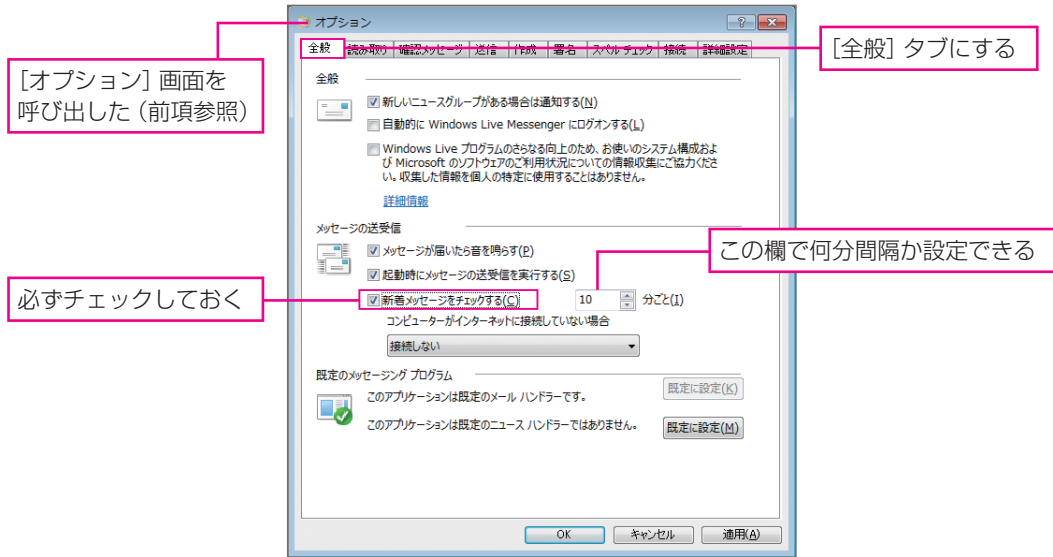 オプション
全般 読み取り 確認メッセージ 送信 作成 署名 スペル チェック 接続 詳細設定
[全般] タブにする
[オプション] 画面を
呼び出した (前項参照)
全般
新しいニュースグループがある場合は通知する(N)
自動的に Windows Live Messenger にログオンする(L)
Windows Live プログラムのさらなる向上のため、お使いのシステム構成およ
び Microsoft のソフトウェアのご利用状況についての情報収集にご協力くださ
い。収集した情報を個人の特定に使用することはありません。
詳細情報
メッセージの送受信
メッセージが届いたら音を鳴らす(P)
この欄で何分間隔か設定できる
起動時にメッセージの送受信を実行する(S)
必ずチェックしておく
新着メッセージをチェックする(C) 10 分ごと(I)
コンピューターがインターネットに接続していない場合
接続しない
既定のメッセージング プログラム
このアプリケーションは既定のメール ハンドラーです。 既定に設定(K)
このアプリケーションは既定のニュース ハンドラーではありません。 既定に設定(M)
OK キャンセル 適用(A)